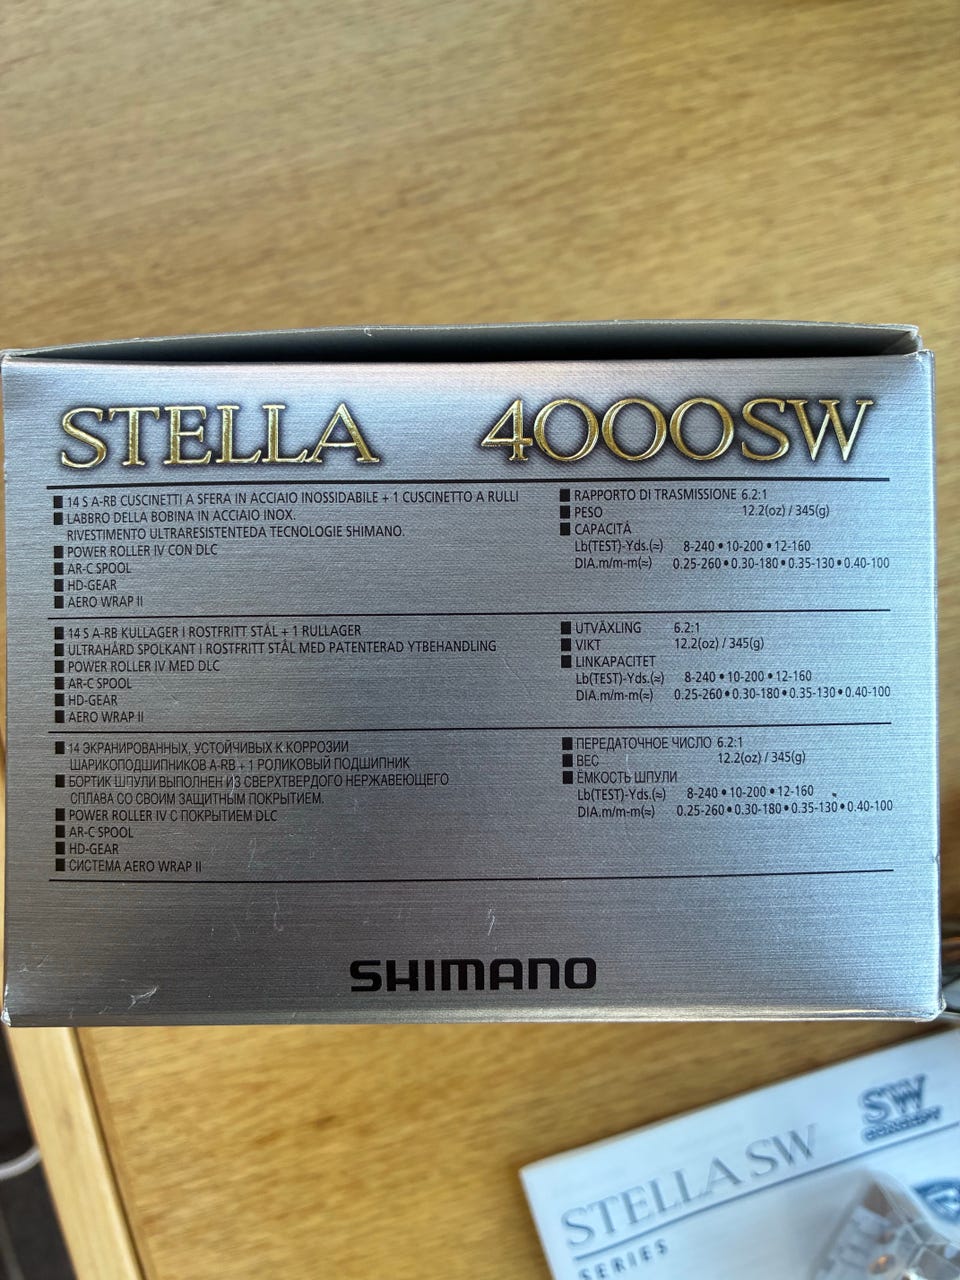 STELLA 4000SW
■ 14 S A-RB CUSCINETTI A SFERA IN ACCIAIO INOSSIDABILE + 1 CUSCINETTO A RULLI
■ LABBRO DELLA BOBINA IN ACCIAIO INOX.
RIVESTIMENTO ULTRARESISTENTEDA TECNOLOGIE SHIMANO.
■ POWER ROLLER IV CON DLC
■ AR-C SPOOL
■ HD-GEAR
■ AERO WRAP II
■ RAPPORTO DI TRASMISSIONE 6.2:1
■ PESO 12.2(oz) / 345(g)
■ CAPACITÀ
Lb(TEST)-Yds.(≈) 8-240 • 10-200 • 12-160
DIA.m/m-m(≈) 0.25-260 • 0.30-180 • 0.35-130 • 0.40-100
■ 14 S A-RB KULLAGER I ROSTFRITT STÅL + 1 RULLAGER
■ ULTRAHÅRD SPOLKANT I ROSTFRITT STÅL MED PATENTERAD YTBEHANDLING
■ POWER ROLLER IV MED DLC
■ AR-C SPOOL
■ HD-GEAR
■ AERO WRAP II
■ UTVÄXLING 6.2:1
■ VIKT 12.2(oz) / 345(g)
■ LINKAPACITET
Lb(TEST)-Yds.(≈) 8-240 • 10-200 • 12-160
DIA.m/m-m(≈) 0.25-260 • 0.30-180 • 0.35-130 • 0.40-100
■ 14 ЭКРАНИРОВАННЫХ, УСТОЙЧИВЫХ К КОРРОЗИИ
ШАРИКОПОДШИПНИКОВ A-RB + 1 РОЛИКОВЫЙ ПОДШИПНИК
■ БОРТИК ШПУЛИ ВЫПОЛНЕН ИЗ СВЕРХТВЕРДОГО НЕРЖАВЕЮЩЕГО
СПЛАВА СО СВОИМ ЗАЩИТНЫМ ПОКРЫТИЕМ.
■ POWER ROLLER IV С ПОКРЫТИЕМ DLC
■ AR-C SPOOL
■ HD-GEAR
■ СИСТЕМА AERO WRAP II
■ ПЕРЕДАТОЧНОЕ ЧИСЛО 6.2:1
■ ВЕС 12.2(oz) / 345(g)
■ ЁМКОСТЬ ШПУЛИ
Lb(TEST)-Yds.(≈) 8-240 • 10-200 • 12-160
DIA.m/m-m(≈) 0.25-260 • 0.30-180 • 0.35-130 • 0.40-100
SHIMANO
SW
CONCEPT
STELLA SW
SERIES